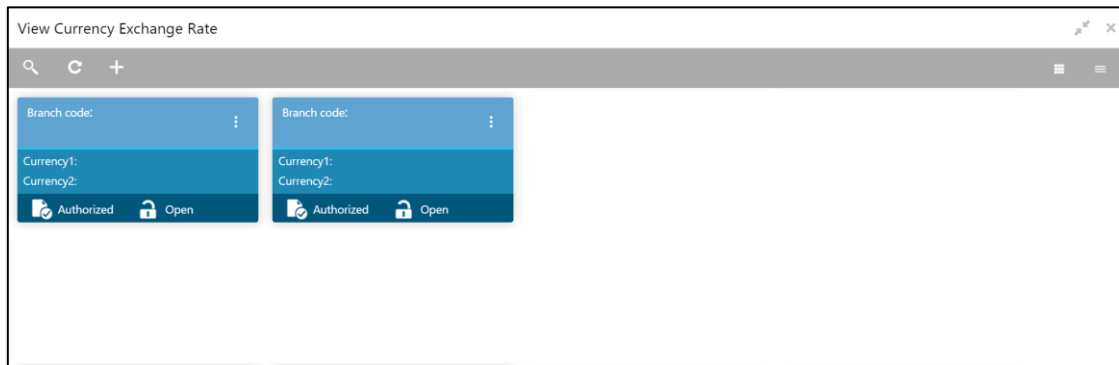 View Currency Exchange Rate
Branch code:
Currency1:
Currency2:
Authorized Open
Branch code:
Currency1:
Currency2:
Authorized Open